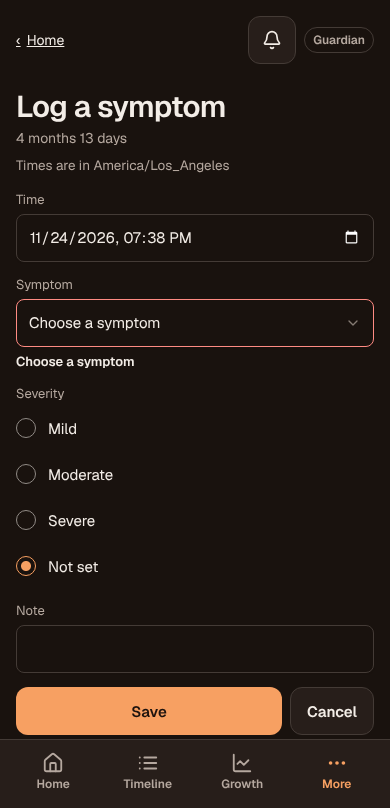 ‹ Home
Guardian
Log a symptom
4 months 13 days
Times are in America/Los_Angeles
Time
11/24/2026, 07:38 PM
Symptom
Choose a symptom
Choose a symptom
Severity
Mild
Moderate
Severe
Not set
Note
Save
Cancel
Home
Timeline
Growth
More